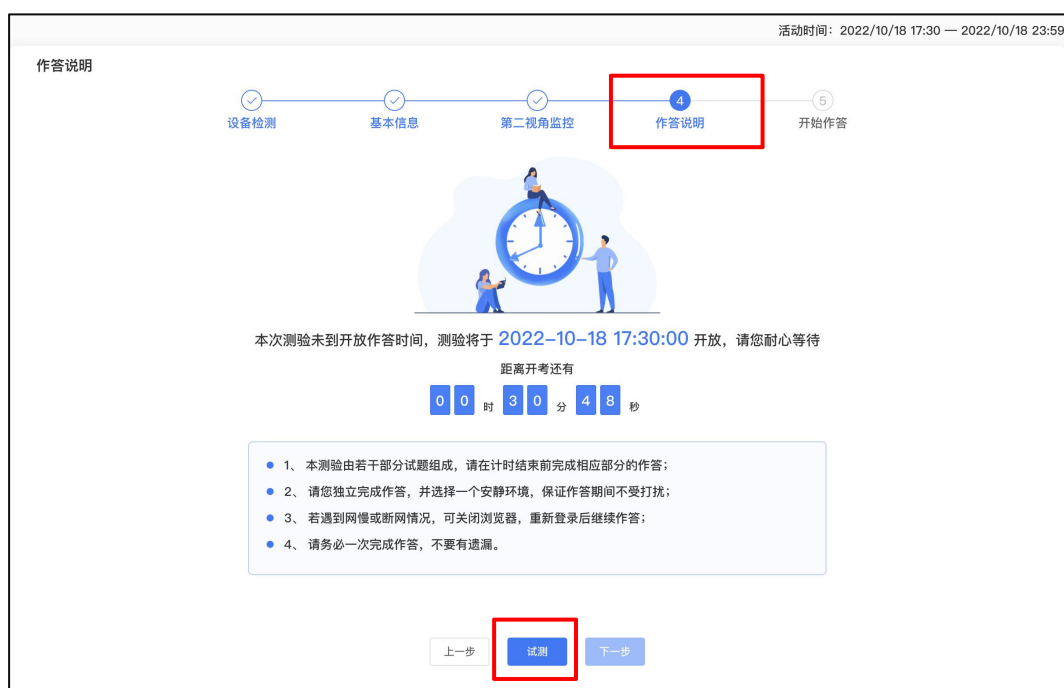 活动时间：2022/10/18 17:30 — 2022/10/18 23:59
作答说明
4 5
设备检测 基本信息 第二视角监控 作答说明 开始作答
本次测验未到开放作答时间，测验将于 2022-10-18 17:30:00 开放，请您耐心等待
距离开考还有
0 0 时 3 0 分 4 8 秒
1、 本测验由若干部分试题组成，请在计时结束前完成相应部分的作答；
2、 请您独立完成作答，并选择一个安静环境，保证作答期间不受打扰；
3、 若遇到网慢或断网情况，可关闭浏览器，重新登录后继续作答；
4、 请务必一次完成作答，不要有遗漏。
上一步 试测 下一步